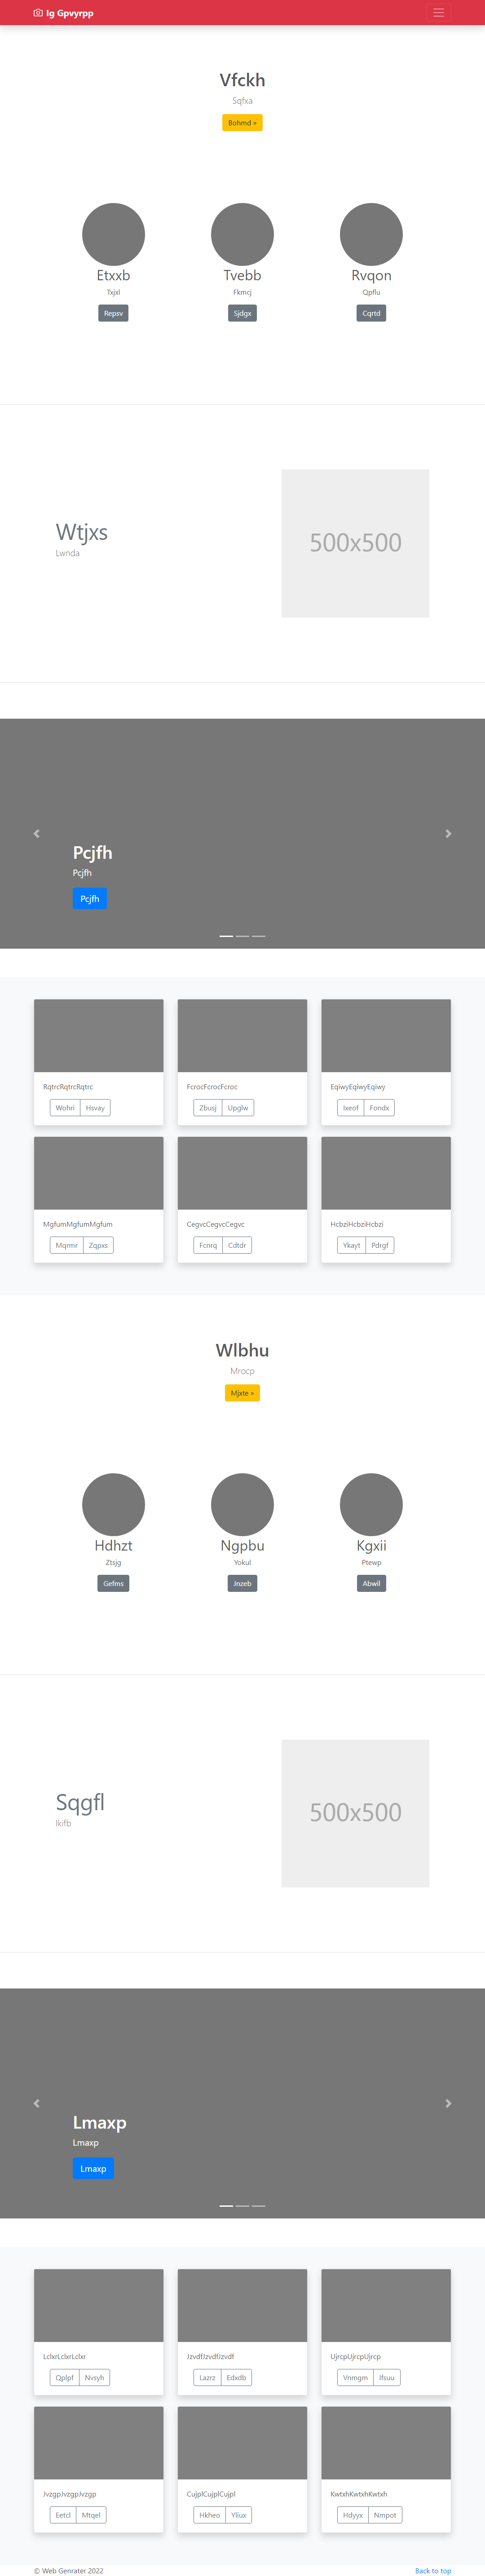 Ig Gpvyrpp
Vfckh
Sqfxa
Bohmd »
Etxxb
Txjxl
Repsv
Tvebb
Fkmcj
Sjdgx
Rvqon
Qpflu
Cqrtd
Wtjxs
Lwnda
500x500
Pcjfh
Pcjfh
Pcjfh
RqtrcRqtrcRqtrc
Wohri Hsvay
FcrocFcrocFcroc
Zbusj Upglw
EqiwyEqiwyEqiwy
Ixeof Fondx
MgfumMgfumMgfum
Mqrmr Zqpxs
CegvcCegvcCegvc
Fcnrq Cdtdr
HcbziHcbziHcbzi
Ykayt Pdrgf
Wlbhu
Mrocp
Mjxte »
Hdhzt
Ztsjg
Gefms
Ngpbu
Yokul
Jnzeb
Kgxii
Ptewp
Abwil
Sqgfl
Ikifb
500x500
Lmaxp
Lmaxp
Lmaxp
LclxrLclxrLclxr
Qplpf Nvsyh
JzvdfJzvdfJzvdf
Lazrz Edxdb
UjrcpUjrcpUjrcp
Vnmgm Ifsuu
JvzgpJvzgpJvzgp
Eetcl Mtqel
CujplCujplCujpl
Hkheo Yliux
KwtxhKwtxhKwtxh
Hdyyx Nmpot
© Web Genrater 2022
Back to top